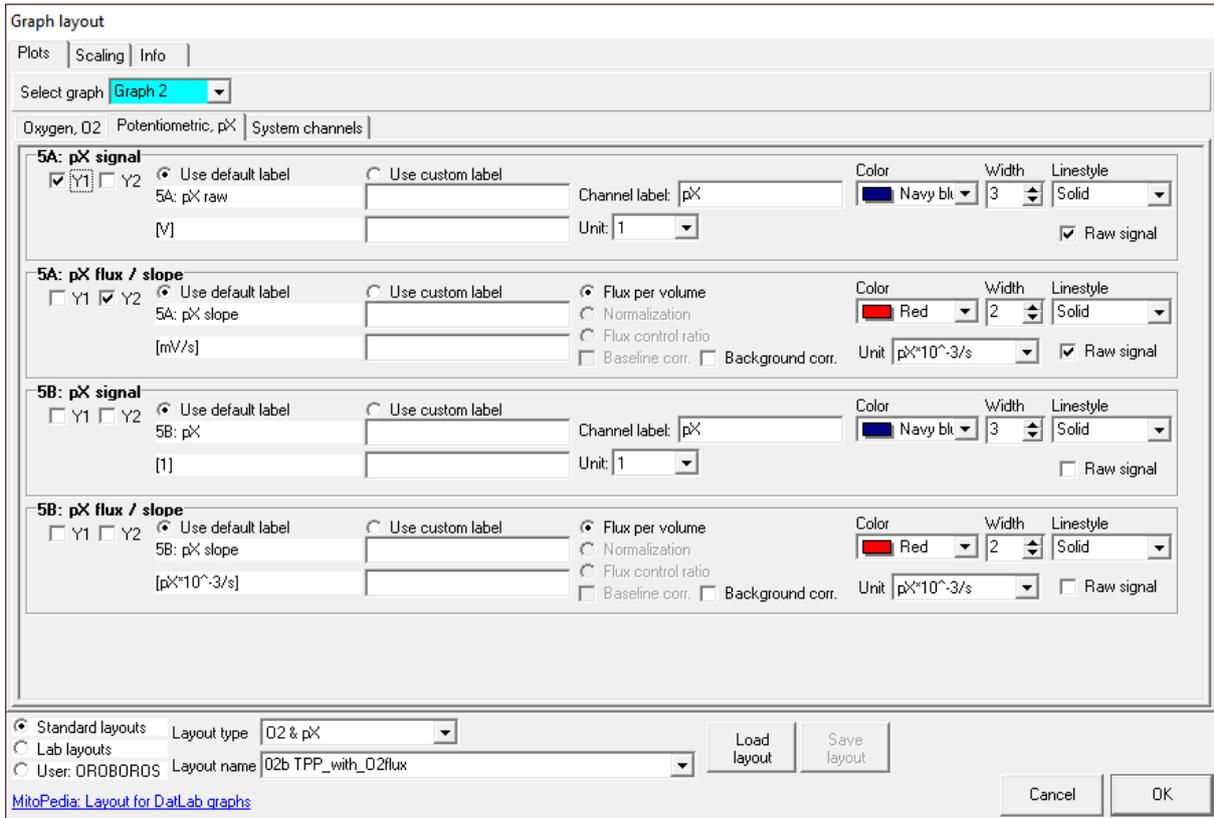 Graph layout
Plots Scaling Info
Select graph Graph 2
Oxygen, O2 Potentiometric, pX System channels
5A: pX signal
Y1 Y2 Use default label Use custom label Color Width Linestyle
5A: pX raw Channel label: pX Navy blu 3 Solid
[V] Unit: 1 Raw signal
5A: pX flux / slope
Y1 Y2 Use default label Use custom label Flux per volume Color Width Linestyle
5A: pX slope Normalization Red 2 Solid
Flux control ratio
[mV/s] Baseline corr. Background corr. Unit pX*10^-3/s Raw signal
5B: pX signal
Y1 Y2 Use default label Use custom label Color Width Linestyle
5B: pX Channel label: pX Navy blu 3 Solid
[1] Unit: 1 Raw signal
5B: pX flux / slope
Y1 Y2 Use default label Use custom label Flux per volume Color Width Linestyle
5B: pX slope Normalization Red 2 Solid
Flux control ratio
[pX*10^-3/s] Baseline corr. Background corr. Unit pX*10^-3/s Raw signal
Standard layouts Layout type O2 & pX Load layout Save layout
Lab layouts
User: OROBOROS Layout name 02b TPP_with_O2flux
MitoPedia: Layout for DatLab graphs Cancel OK